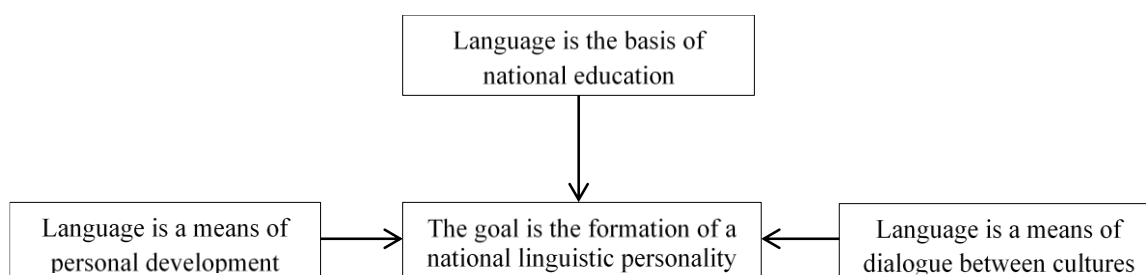 Language is the basis of
national education
Language is a means of
personal development
The goal is the formation of a
national linguistic personality
Language is a means of
dialogue between cultures